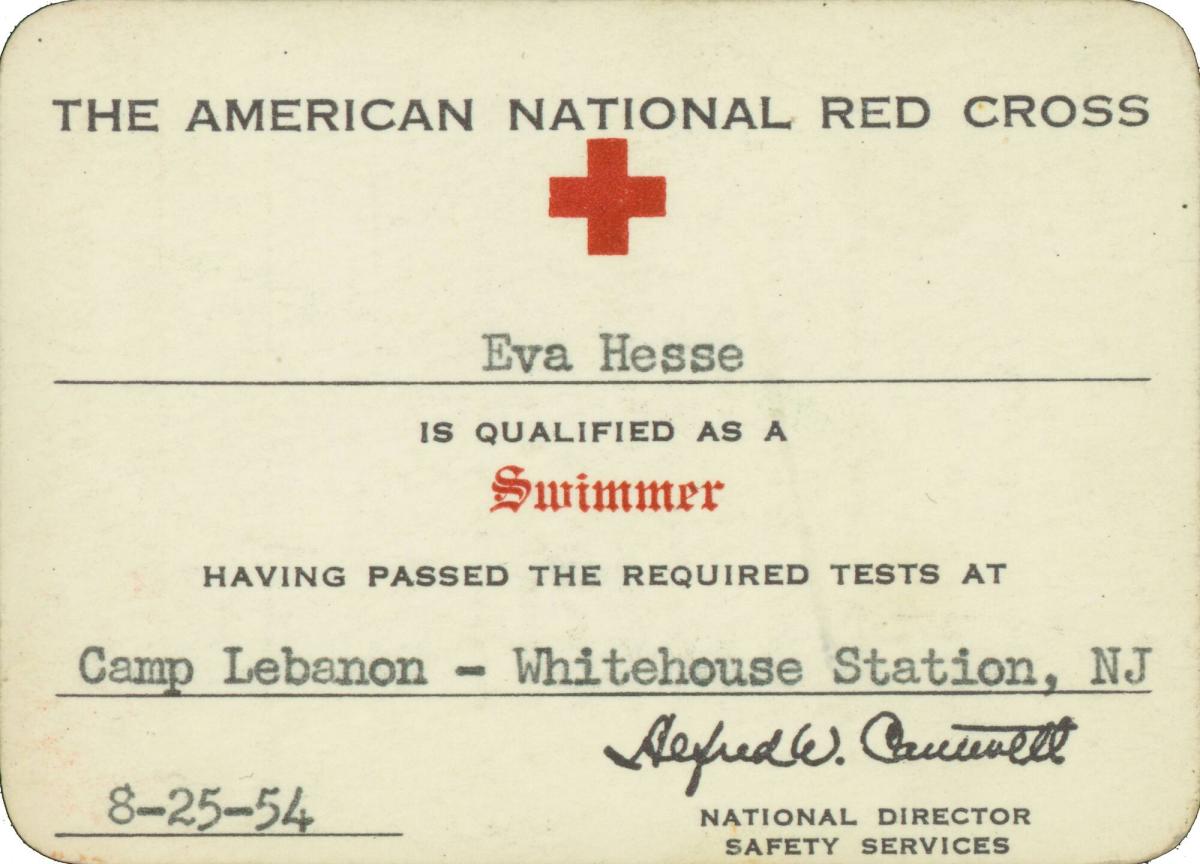 THE AMERICAN NATIONAL RED CROSS
Eva Hesse
IS QUALIFIED AS A
Swimmer
HAVING PASSED THE REQUIRED TESTS AT
Camp Lebanon - Whitehouse Station, NJ
Alfred W. Cantwell
8-25-54
NATIONAL DIRECTOR
SAFETY SERVICES